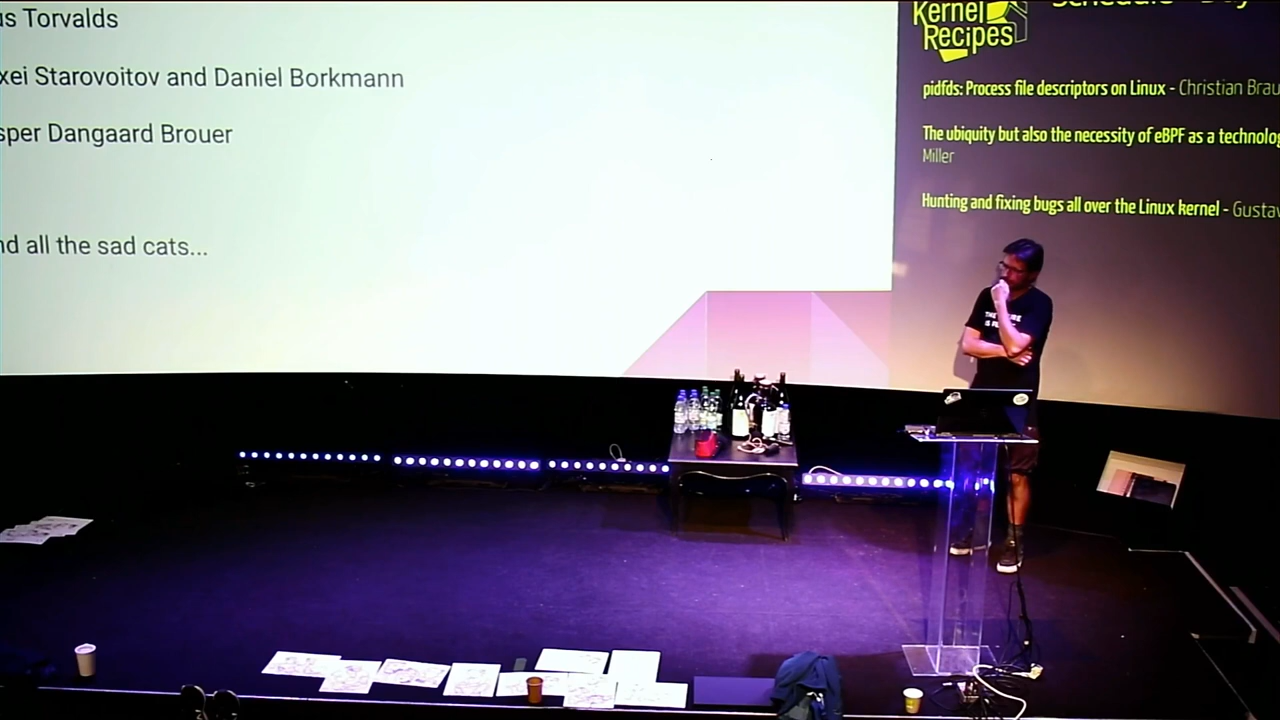 us Torvalds
xei Starovoitov and Daniel Borkmann
sper Dangaard Brouer
nd all the sad cats...
Kernel
Recipes
pidfds: Process file descriptors on Linux - Christian Brau
The ubiquity but also the necessity of eBPF as a technolog
Miller
Hunting and fixing bugs all over the Linux kernel - Gustav